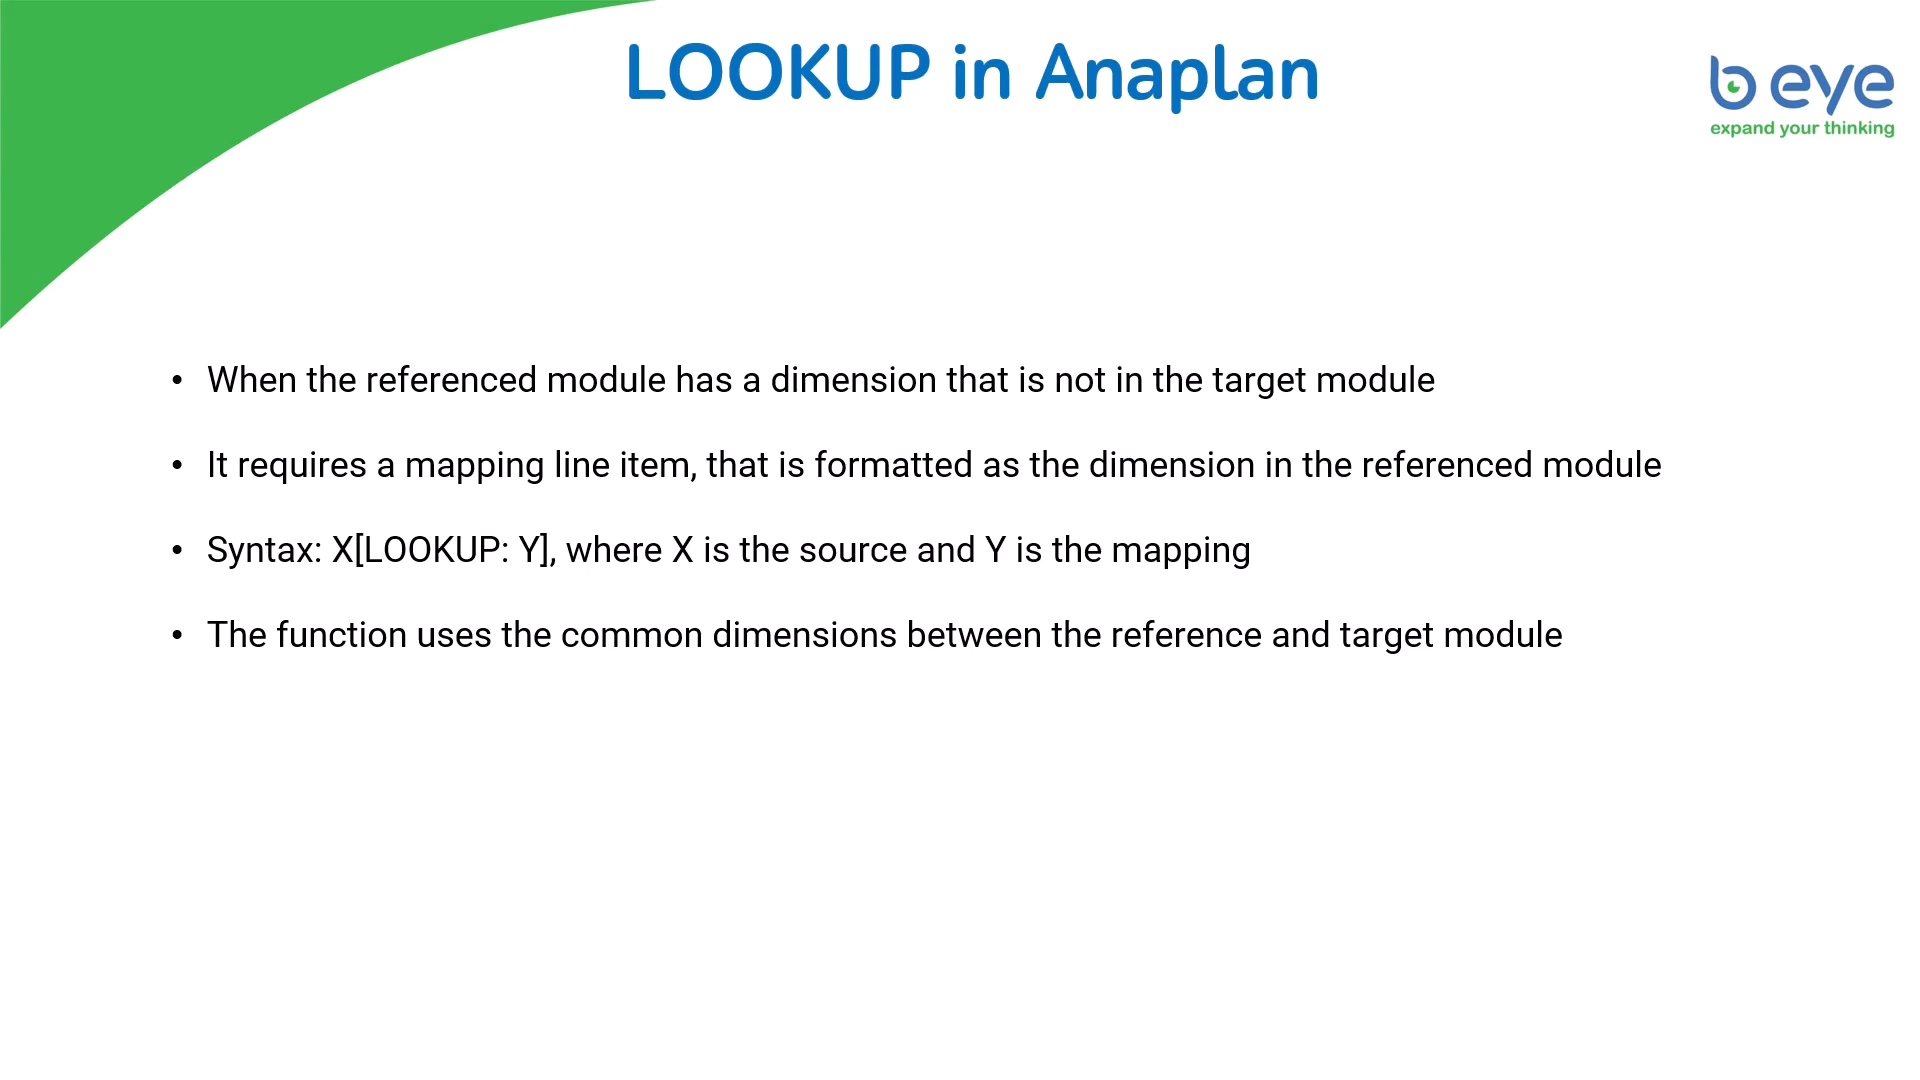 LOOKUP in Anaplan
b eye
expand your thinking
• When the referenced module has a dimension that is not in the target module
• It requires a mapping line item, that is formatted as the dimension in the referenced module
• Syntax: X[LOOKUP: Y], where X is the source and Y is the mapping
• The function uses the common dimensions between the reference and target module